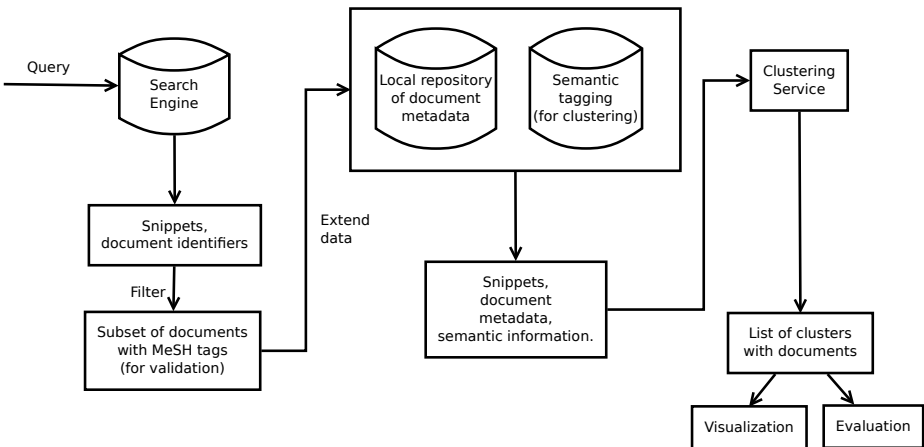 Query
Search
Engine
Snippets,
document identifiers
Filter
Subset of documents
with MeSH tags
(for validation)
Extend
data
Local repository
of document
metadata
Semantic
tagging
(for clustering)
Snippets,
document
metadata,
semantic information.
Clustering
Service
List of clusters
with documents
Visualization
Evaluation